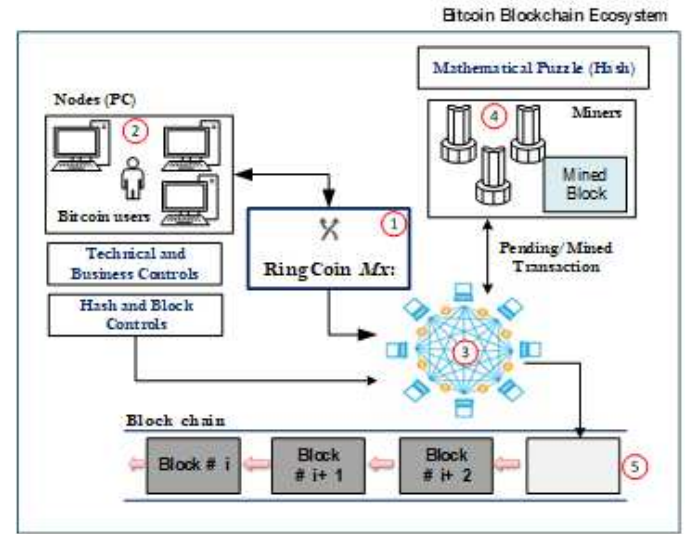 Bitcoin Blockchain Ecosystem
Mathematical Puzzle (Hash)
Nodes (PC)
2
Bitcoin users
4
Miners
Mined
Block
1
RingCoin Mx:
Technical and
Business Controls
Hash and Block
Controls
Pending/Mined
Transaction
3
Block chain
Block # i
Block
# i+ 1
Block
# i+ 2
5